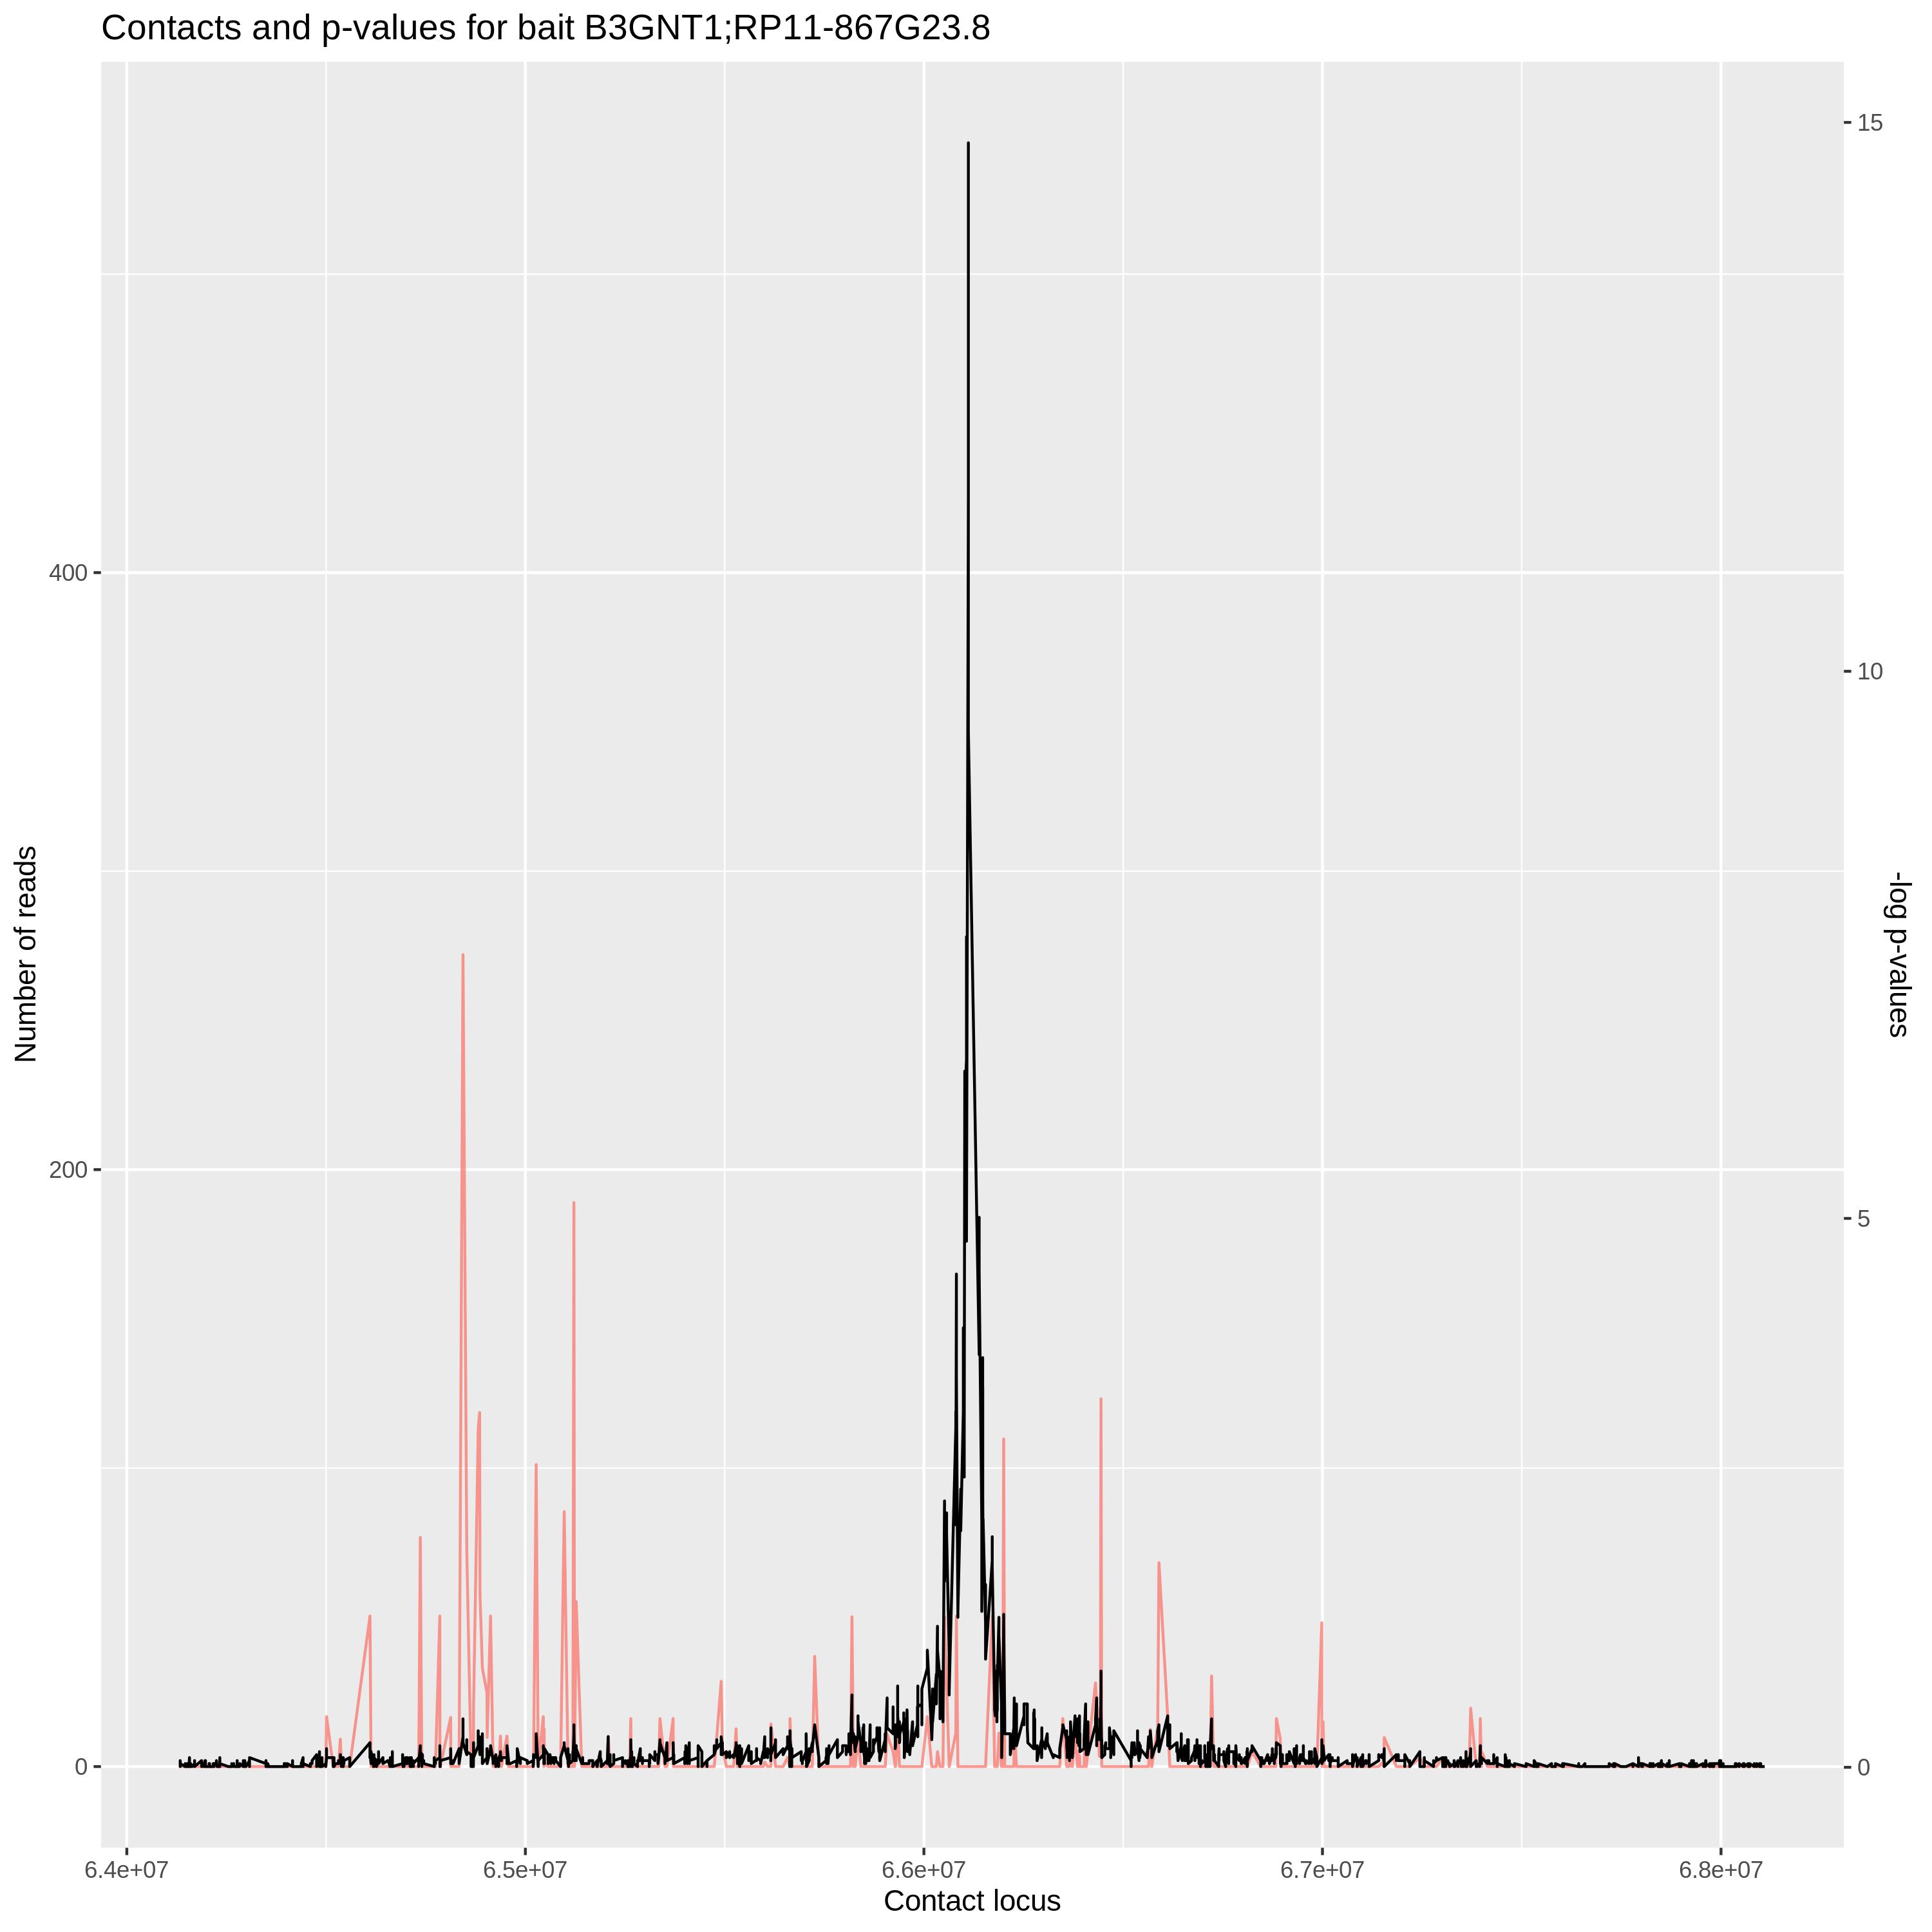 Contacts and p-values for bait B3GNT1;RP11-867G23.8
15
400
10
Number of reads
-log p-values
200
5
0
0
6.4e+07
6.5e+07
6.6e+07
6.7e+07
6.8e+07
Contact locus